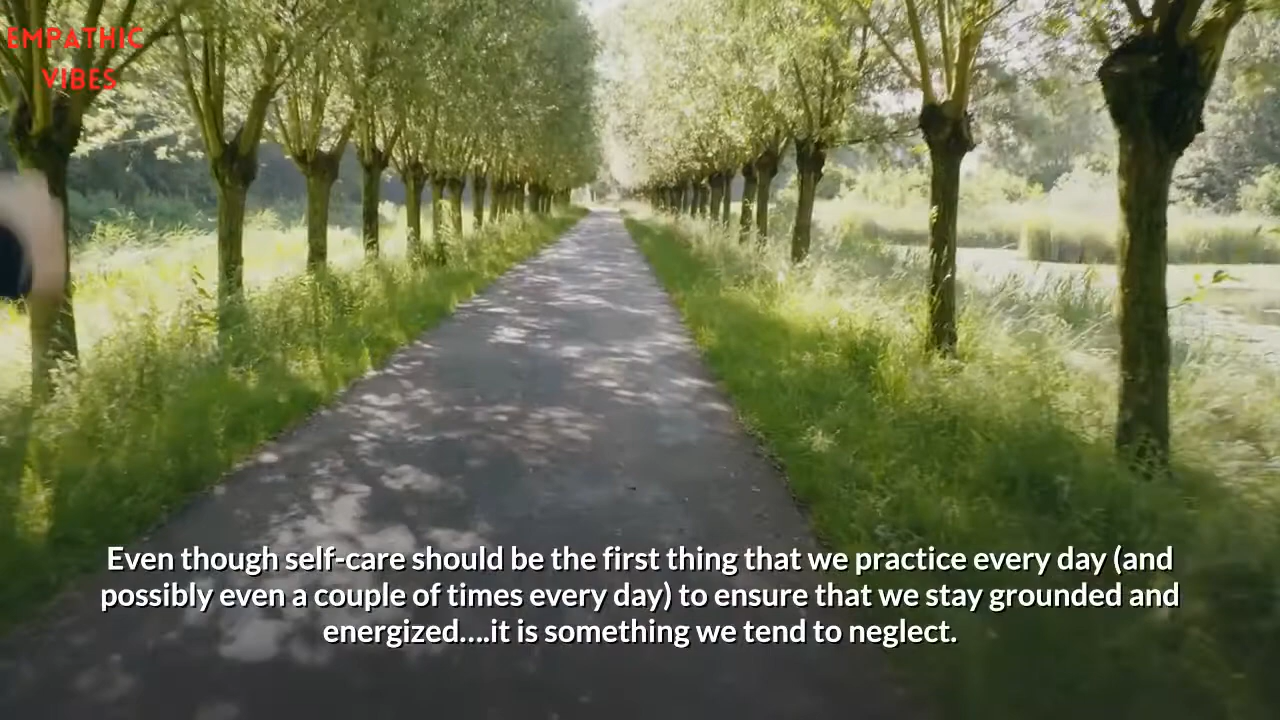 EMPATHIC
VIBES
Even though self-care should be the first thing that we practice every day (and
possibly even a couple of times every day) to ensure that we stay grounded and
energized....it is something we tend to neglect.